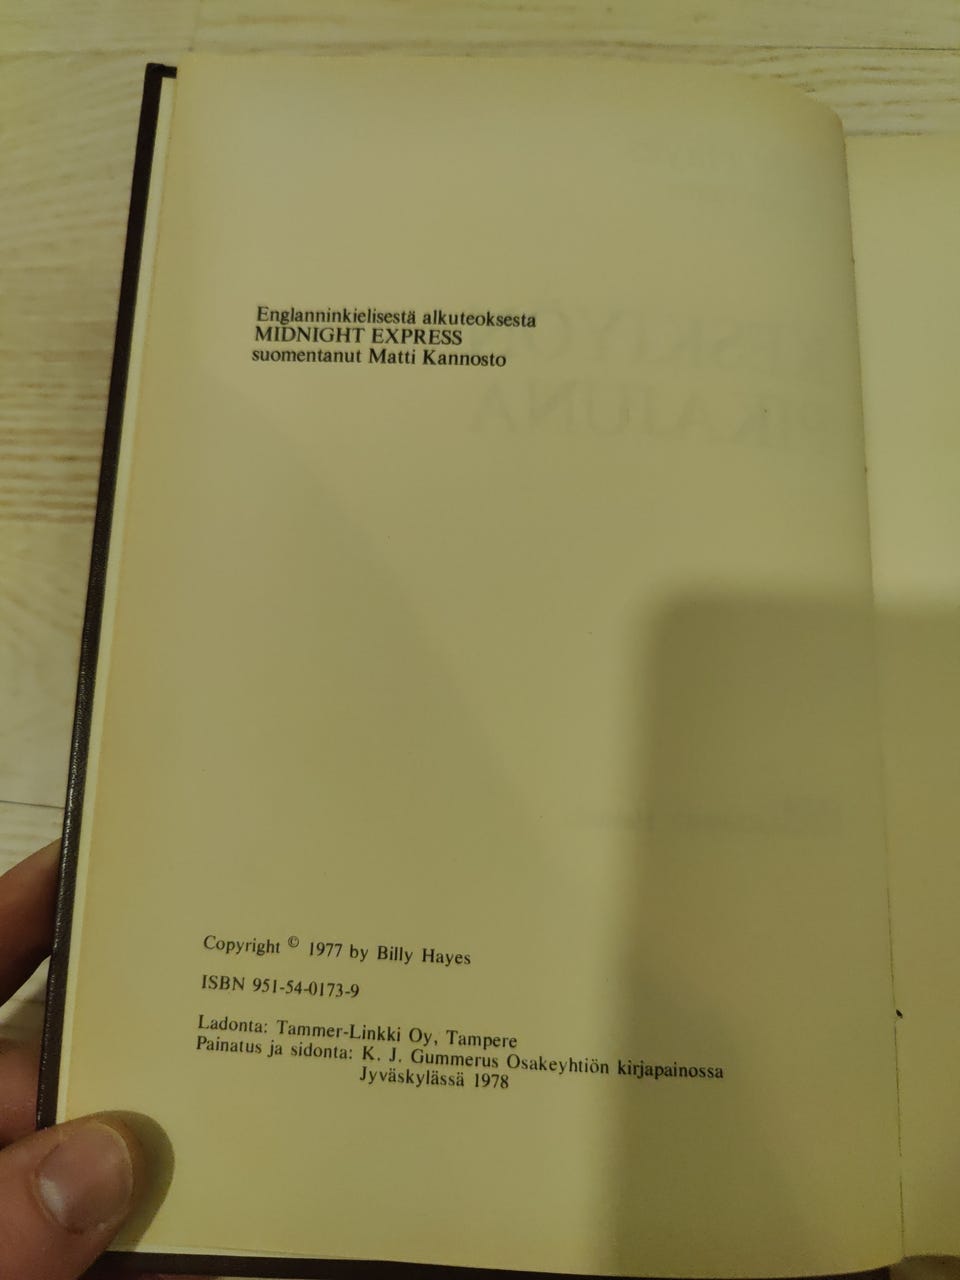 Englanninkielisestä alkuteoksesta
MIDNIGHT EXPRESS
suomentanut Matti Kannosto
Copyright © 1977 by Billy Hayes
ISBN 951-54-0173-9
Ladonta: Tammer-Linkki Oy, Tampere
Painatus ja sidonta: K. J. Gummerus Osakeyhtiön kirjapainossa
Jyväskylässä 1978